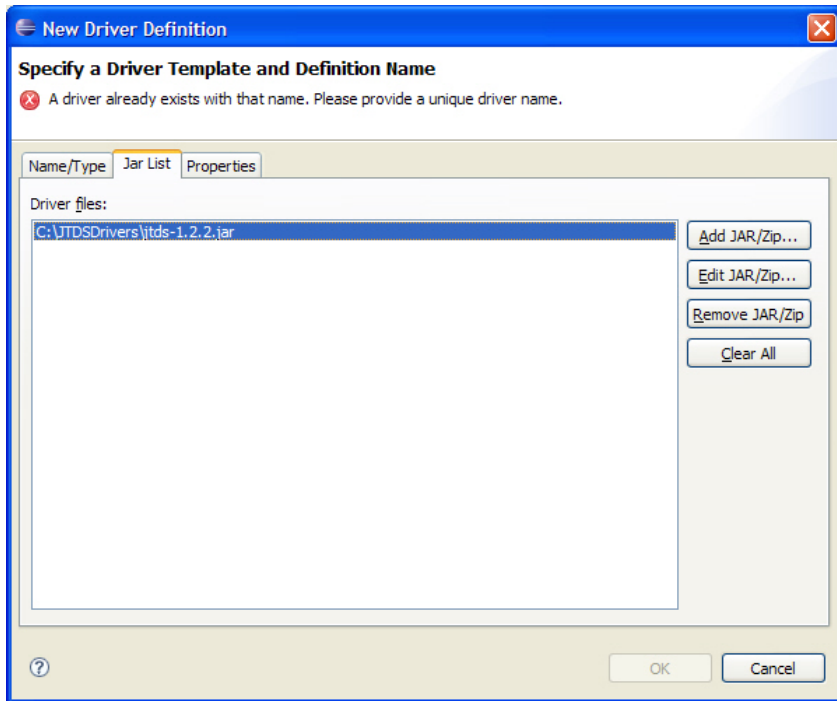 New Driver Definition
Specify a Driver Template and Definition Name
A driver already exists with that name. Please provide a unique driver name.
Name/Type Jar List Properties
Driver files:
C:\JTDSDrivers\jtds-1.2.2.jar
Add JAR/Zip...
Edit JAR/Zip...
Remove JAR/Zip
Clear All
?
OK Cancel